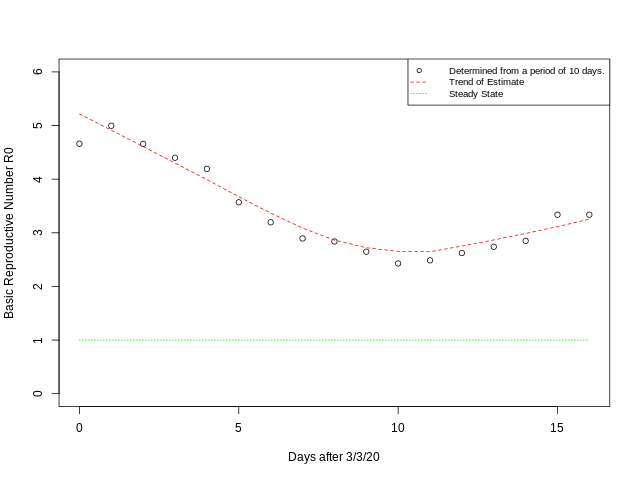 Determined from a period of 10 days.
Trend of Estimate
Steady State
6
5
4
3
2
1
0
Basic Reproductive Number R0
0 5 10 15
Days after 3/3/20